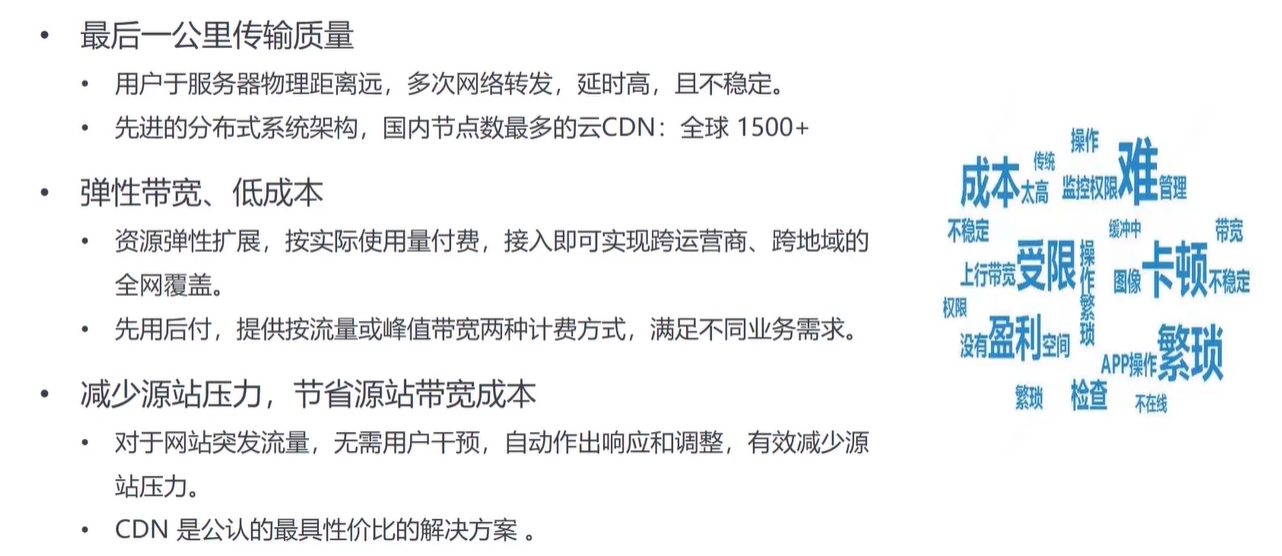 • 最后一公里传输质量
• 用户于服务器物理距离远，多次网络转发，延时高，且不稳定。
• 先进的分布式系统架构，国内节点数最多的云CDN：全球 1500+
• 弹性带宽、低成本
• 资源弹性扩展，按实际使用量付费，接入即可实现跨运营商、跨地域的
全网覆盖。
• 先用后付，提供按流量或峰值带宽两种计费方式，满足不同业务需求。
• 减少源站压力，节省源站带宽成本
• 对于网站突发流量，无需用户干预，自动作出响应和调整，有效减少源
站压力。
• CDN 是公认的最具性价比的解决方案 。
操作
传统
难
成本
太高
监控权限
管理
不稳定
缓冲中
带宽
受限
操作繁琐
卡顿
上行带宽
图像
不稳定
权限
没有
盈利
空间
APP操作
繁琐
繁琐
检查
不在线